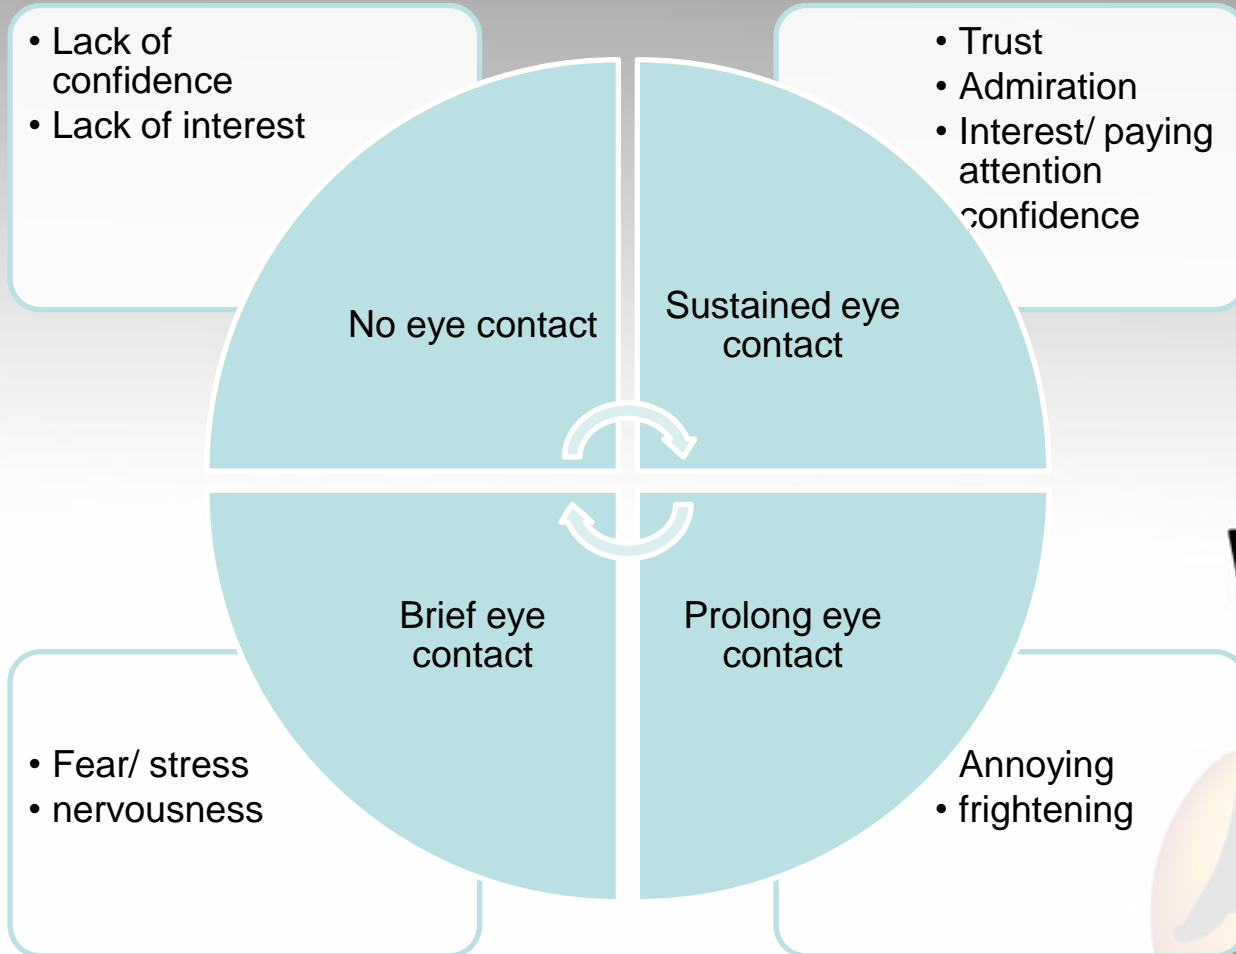 • Lack of
confidence
• Lack of interest
• Trust
• Admiration
• Interest/ paying
attention
confidence
No eye contact
Sustained eye
contact
Brief eye
contact
Prolong eye
contact
• Fear/ stress
• nervousness
Annoying
• frightening